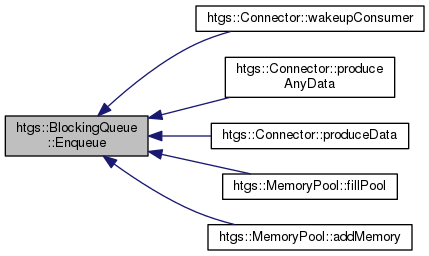 htgs::Connector::wakeupConsumer
htgs::Connector::produce
AnyData
htgs::BlockingQueue
::Enqueue
htgs::Connector::produceData
htgs::MemoryPool::fillPool
htgs::MemoryPool::addMemory